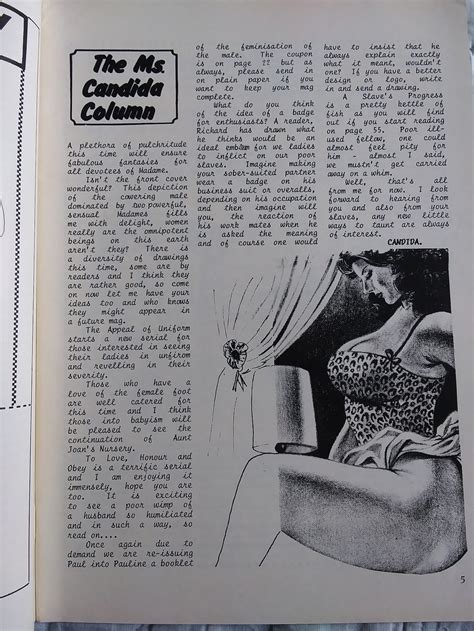 The Ms.
Candida
Column
A plethora of pulchritude
this time will ensure
fabulous fantasies for
all devotees of Madame.
Isn't the front cover
wonderful? This depiction
of the cowering male
dominated by two powerful,
sensual Madames fills
me with delight, women
really are the omnipotent
beings on this earth
aren't they? There is
a diversity of drawings
this time, some are by
readers and I think they
are rather good, so come
on now let me have your
ideas too and who knows
they might appear in
a future mag.
The Appeal of Uniform
starts a new serial for
those interested in seeing
their ladies in unfirom
and revelling in their
severity.
Those who have a
love of the female foot
are well catered for
this time and I think
those into babyism will
be pleased to see the
continuation of Aunt
Joan's Nursery.
To Love, Honour and
Obey is a terrific serial
and I am enjoying it
immensely, hope you are
too. It is exciting
to see a poor wimp of
a husband so humiliated
and in such a way, so
read on....
Once again due to
demand we are re-issuing
Paul into Pauline a booklet
of the feminisation of
the male. The coupon
is on page ?? but as
always, please send in
on plain paper if you
want to keep your mag
complete.
What do you think
of the idea of a badge
for enthusiasts? A reader,
Richard has drawn what
he thinks would be an
ideal emblem for we ladies
to inflict on our poor
slaves. Imagine making
your sober-suited partner
wear a badge on his
business suit or overalls,
depending on his occupation
and then imagine will
you, the reaction of
his work mates when he
is asked the meaning
and of course one would
have to insist that he
always explain exactly
what it meant, wouldn't
one? If you have a better
design or logo, write
in and send a drawing.
A Slave's Progress
is a pretty kettle of
fish as you will find
out if you start reading
on page 55. Poor ill-
used fellow, one could
almost feel pity for
him - almost I said,
we mustn't get carried
away on a whim.
Well, that's all
from me for now. I look
forward to hearing from
you and also from your
slaves, any new little
ways to taunt are always
of interest.
CANDIDA.
5